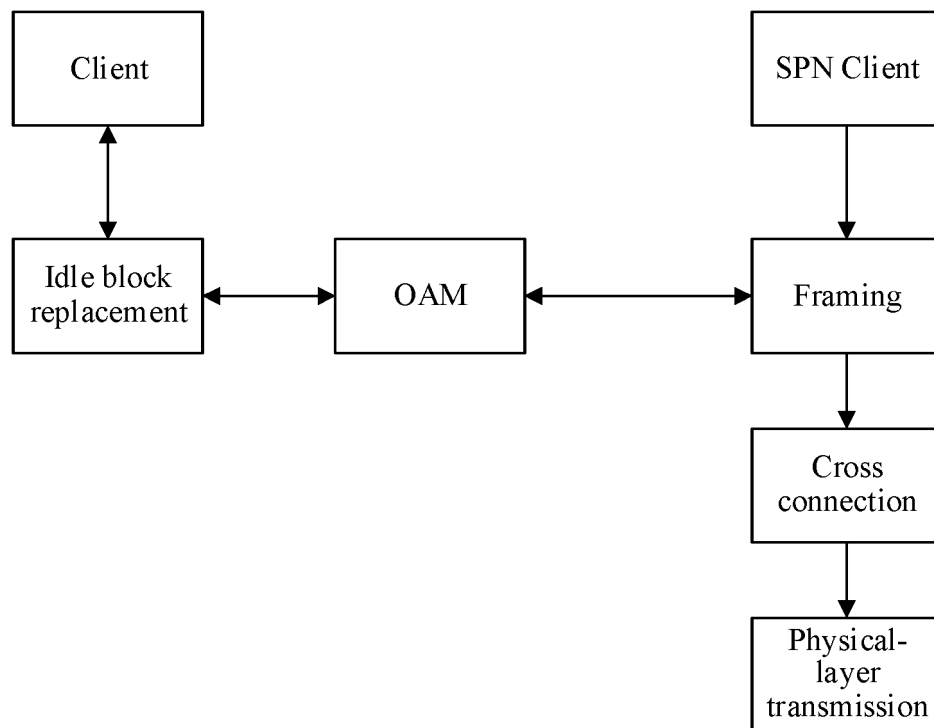 Client
SPN Client
Idle block
replacement
OAM
Framing
Cross
connection
Physical-
layer
transmission